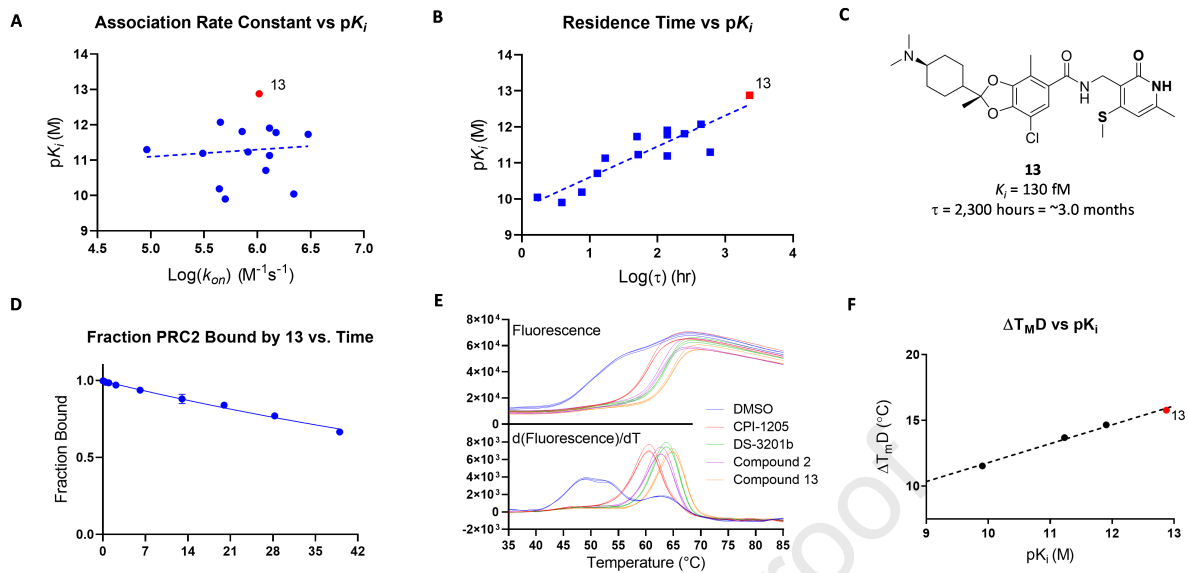 A
Association Rate Constant vs pKi
pKi (M)
14
13
12
11
10
9
13
4.5
5.0
5.5
6.0
6.5
7.0
Log(kon) (M-1s-1)
B
Residence Time vs pKi
pKi (M)
14
13
12
11
10
9
13
0
1
2
3
4
Log(τ) (hr)
C
N
O
O
Cl
O
N
H
O
NH
S
13
Ki = 130 fM
τ = 2,300 hours = ~3.0 months
D
Fraction PRC2 Bound by 13 vs. Time
Fraction Bound
1.0
0.5
0.0
0
7
14
21
28
35
42
Time (Days)
E
8×10⁴
6×10⁴
4×10⁴
2×10⁴
0
Fluorescence
DMSO
CPI-1205
DS-3201b
Compound 2
Compound 13
d(Fluorescence)/dT
8×10³
6×10³
4×10³
2×10³
0
-2×10³
35
40
45
50
55
60
65
70
75
80
85
Temperature (°C)
F
ΔTMD vs pKi
ΔTmD (°C)
20
15
10
13
9
10
11
12
13
pKi (M)
roof